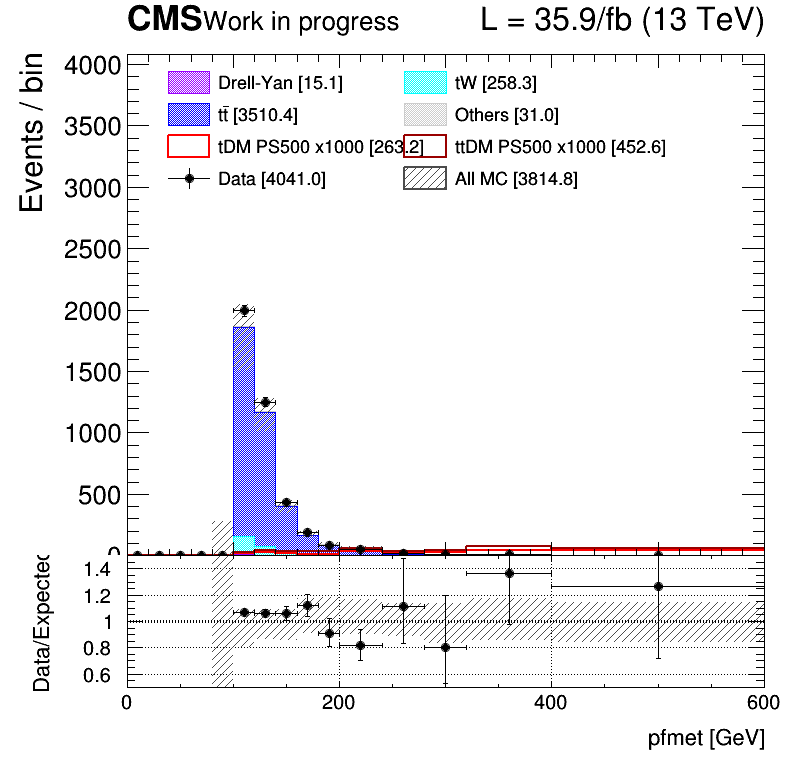 CMS Work in progress L = 35.9/fb (13 TeV)
Events / bin
4000
3500
3000
2500
2000
1500
1000
500
0
Drell-Yan [15.1] tW [258.3]
tt̄ [3510.4] Others [31.0]
tDM PS500 x1000 [263.2] ttDM PS500 x1000 [452.6]
Data [4041.0] All MC [3814.8]
Data/Expected
1.4
1.2
1
0.8
0.6
0 200 400 600
pfmet [GeV]